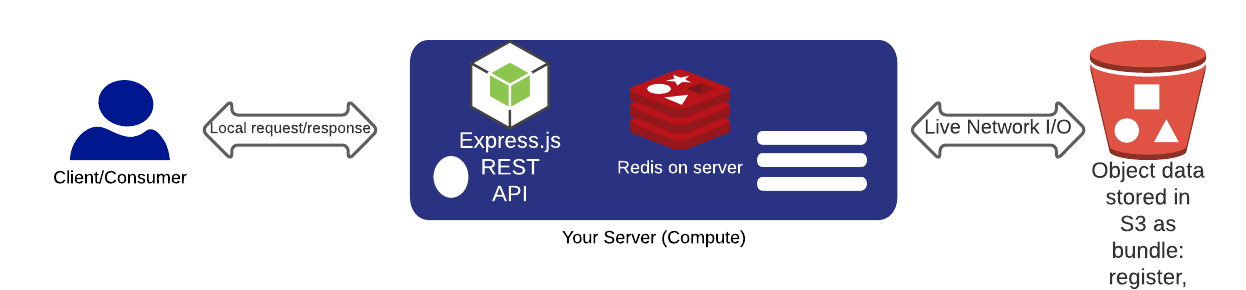 Local request/response
Client/Consumer
Express.js
REST
API
Redis on server
Your Server (Compute)
Live Network I/O
Object data
stored in
S3 as
bundle:
register,